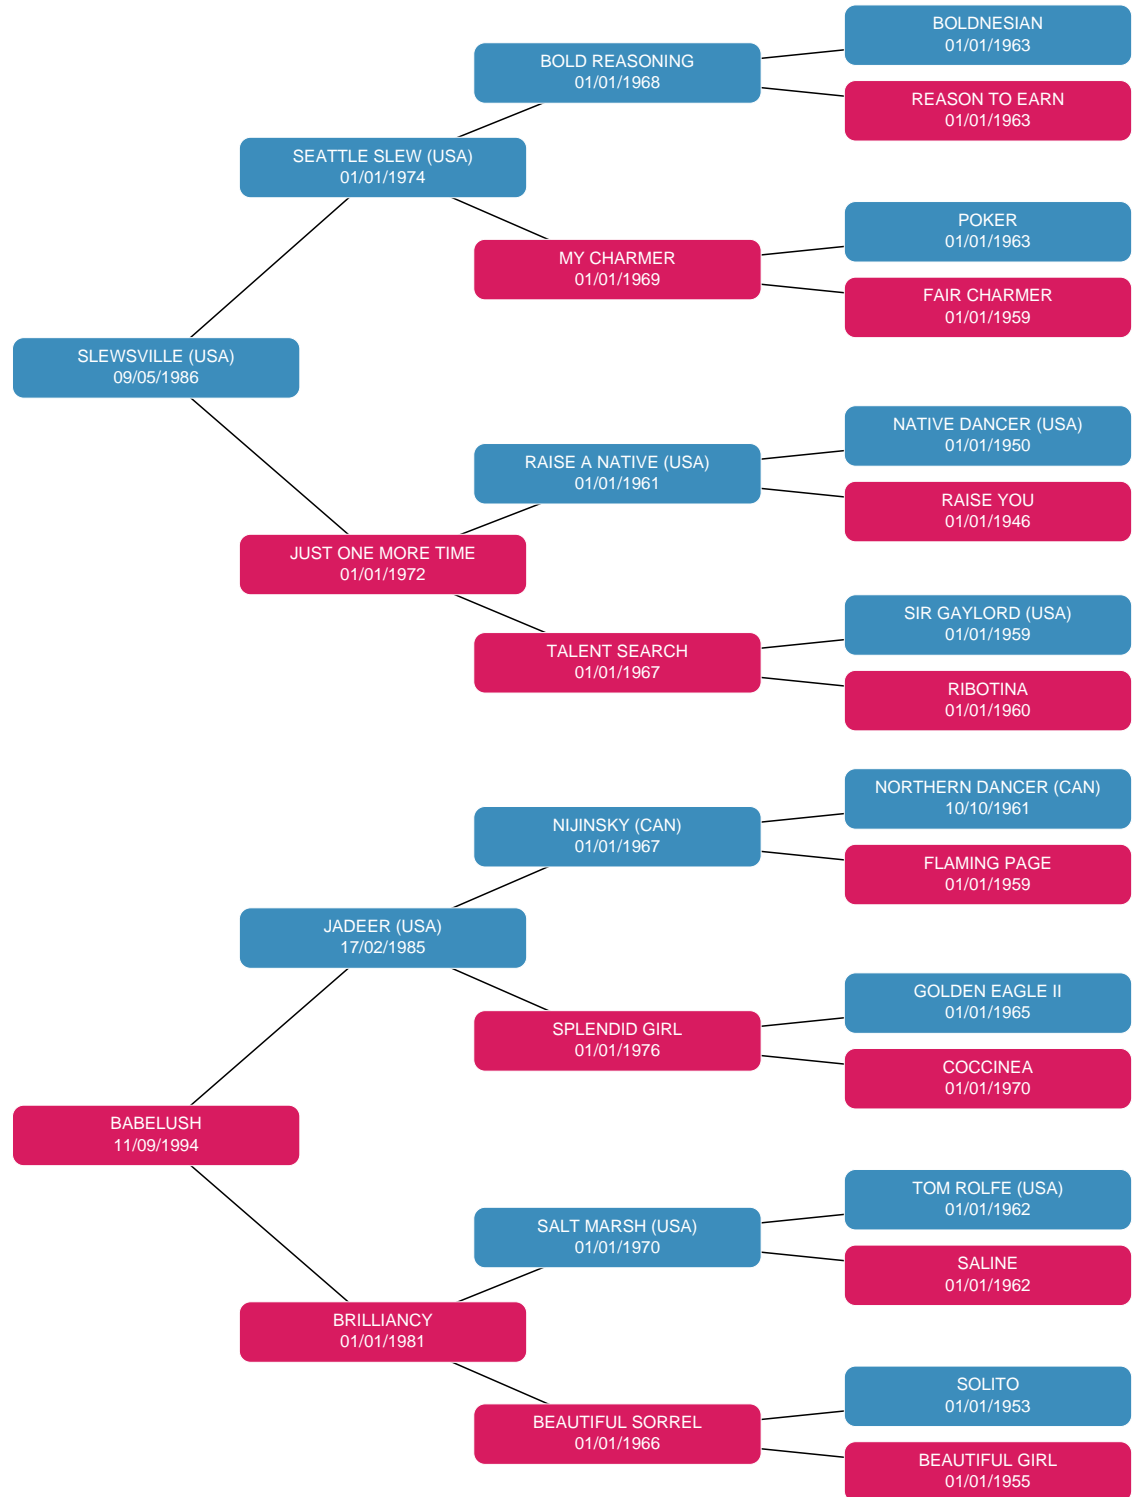 BOLDNESIAN
01/01/1963
BOLD REASONING
01/01/1968
REASON TO EARN
01/01/1963
SEATTLE SLEW (USA)
01/01/1974
POKER
01/01/1963
MY CHARMER
01/01/1969
FAIR CHARMER
01/01/1959
SLEWSVILLE (USA)
09/05/1986
NATIVE DANCER (USA)
01/01/1950
RAISE A NATIVE (USA)
01/01/1961
RAISE YOU
01/01/1946
JUST ONE MORE TIME
01/01/1972
SIR GAYLORD (USA)
01/01/1959
TALENT SEARCH
01/01/1967
RIBOTINA
01/01/1960
NORTHERN DANCER (CAN)
10/10/1961
NIJINSKY (CAN)
01/01/1967
FLAMING PAGE
01/01/1959
JADEER (USA)
17/02/1985
GOLDEN EAGLE II
01/01/1965
SPLENDID GIRL
01/01/1976
COCCINEA
01/01/1970
BABELUSH
11/09/1994
TOM ROLFE (USA)
01/01/1962
SALT MARSH (USA)
01/01/1970
SALINE
01/01/1962
BRILLIANCY
01/01/1981
SOLITO
01/01/1953
BEAUTIFUL SORREL
01/01/1966
BEAUTIFUL GIRL
01/01/1955